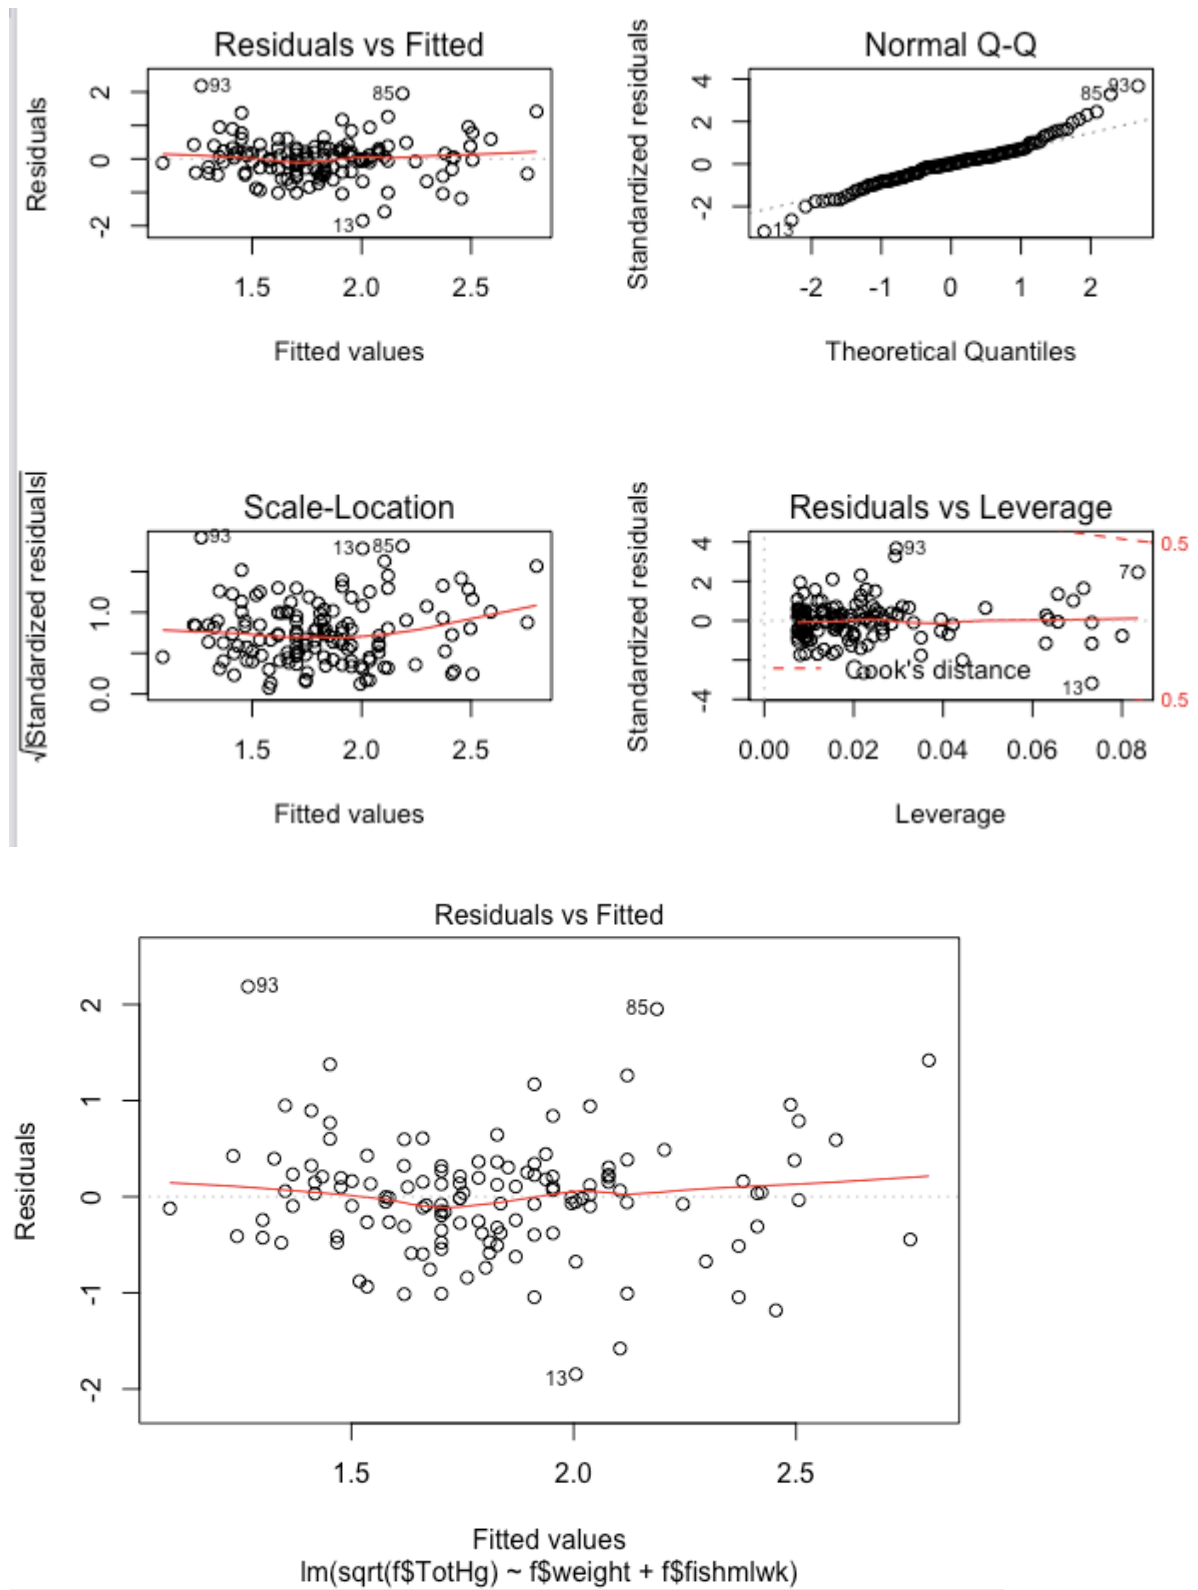 Residuals vs Fitted
Residuals
2
0
-2
93
85
13
1.5 2.0 2.5
Fitted values
Normal Q-Q
Standardized residuals
4
2
0
-2
93
85
13
-2 -1 0 1 2
Theoretical Quantiles
Scale-Location
√|Standardized residuals|
1.0
0.0
93
13
85
1.5 2.0 2.5
Fitted values
Residuals vs Leverage
Standardized residuals
4
2
0
-4
93
7
13
0.5
0.5
Cook's distance
0.00 0.02 0.04 0.06 0.08
Leverage
Residuals vs Fitted
Residuals
2
1
0
-1
-2
93
85
13
1.5 2.0 2.5
Fitted values
lm(sqrt(f$TotHg) ~ f$weight + f$fishmlwk)